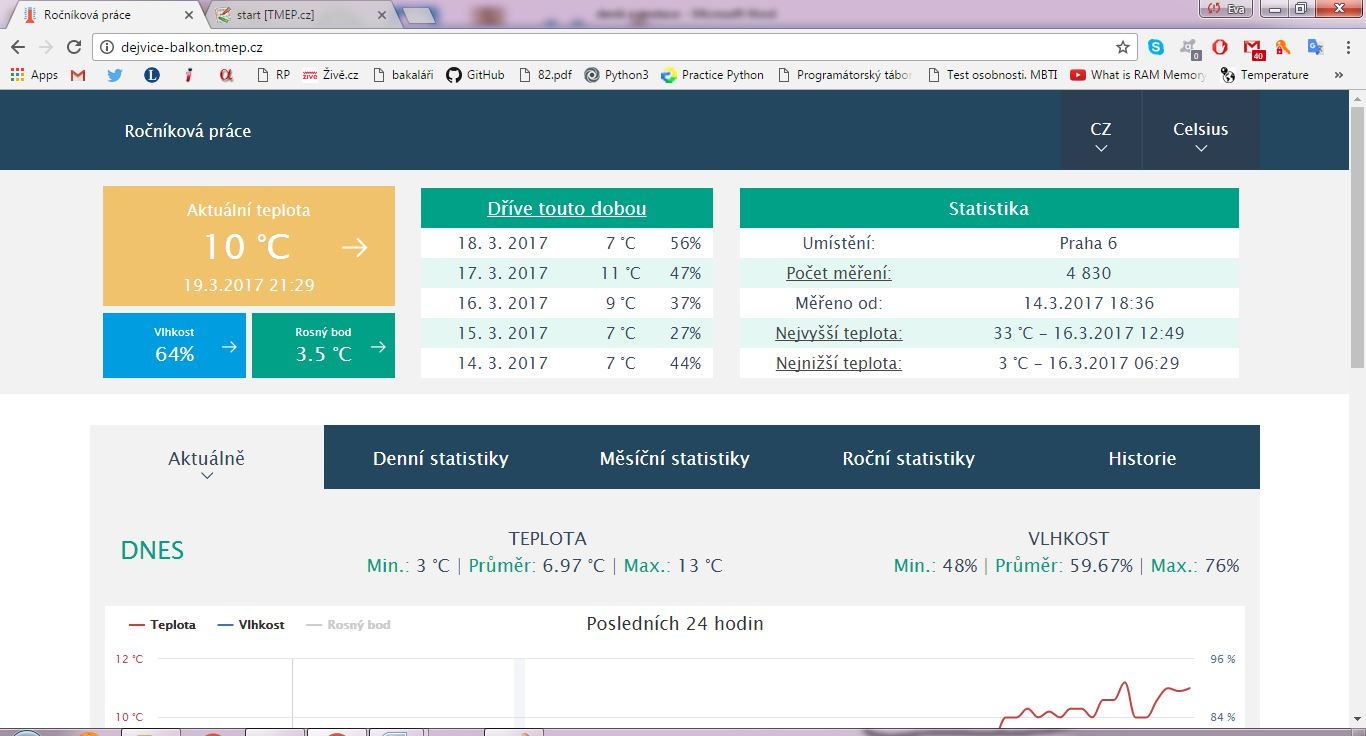 Ročníková práce
start [TMEP.cz]
Eva
dejvice-balkon.tmep.cz
0
40
Apps
RP
živě Živě.cz
bakaláři
GitHub
82.pdf
Python3
Practice Python
Programátorský tábor
Test osobnosti. MBTI
What is RAM Memory
Temperature
»
Ročníková práce
CZ
Celsius
Aktuální teplota
10 °C
19.3.2017 21:29
Vlhkost
64%
Rosný bod
3.5 °C
Dříve touto dobou
18. 3. 2017 7 °C 56%
17. 3. 2017 11 °C 47%
16. 3. 2017 9 °C 37%
15. 3. 2017 7 °C 27%
14. 3. 2017 7 °C 44%
Statistika
Umístění: Praha 6
Počet měření: 4 830
Měřeno od: 14.3.2017 18:36
Nejvyšší teplota: 33 °C – 16.3.2017 12:49
Nejnižší teplota: 3 °C – 16.3.2017 06:29
Aktuálně
Denní statistiky
Měsíční statistiky
Roční statistiky
Historie
DNES
TEPLOTA
Min.: 3 °C | Průměr: 6.97 °C | Max.: 13 °C
VLHKOST
Min.: 48% | Průměr: 59.67% | Max.: 76%
Teplota Vlhkost Rosný bod
Posledních 24 hodin
12 °C
96 %
10 °C
84 %